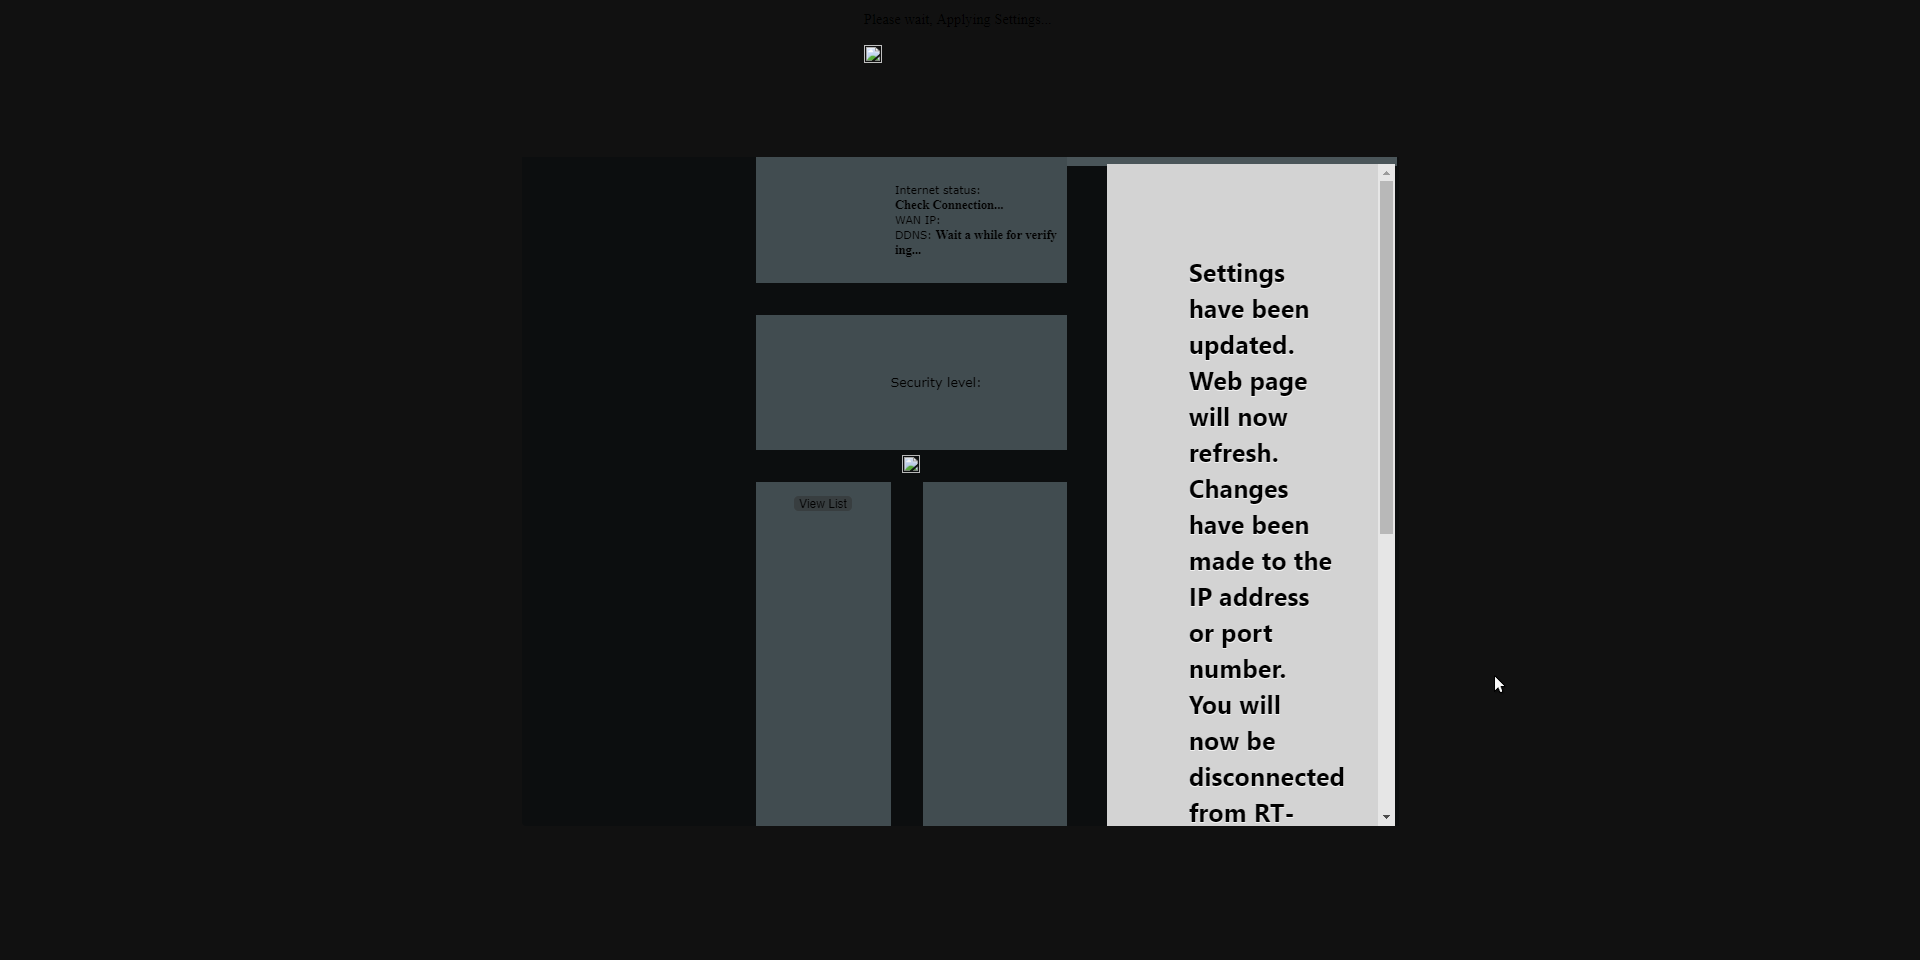 Please wait, Applying Settings...
Internet status:
Check Connection...
WAN IP:
DDNS: Wait a while for verify
ing...
Security level:
View List
Settings
have been
updated.
Web page
will now
refresh.
Changes
have been
made to the
IP address
or port
number.
You will
now be
disconnected
from RT-